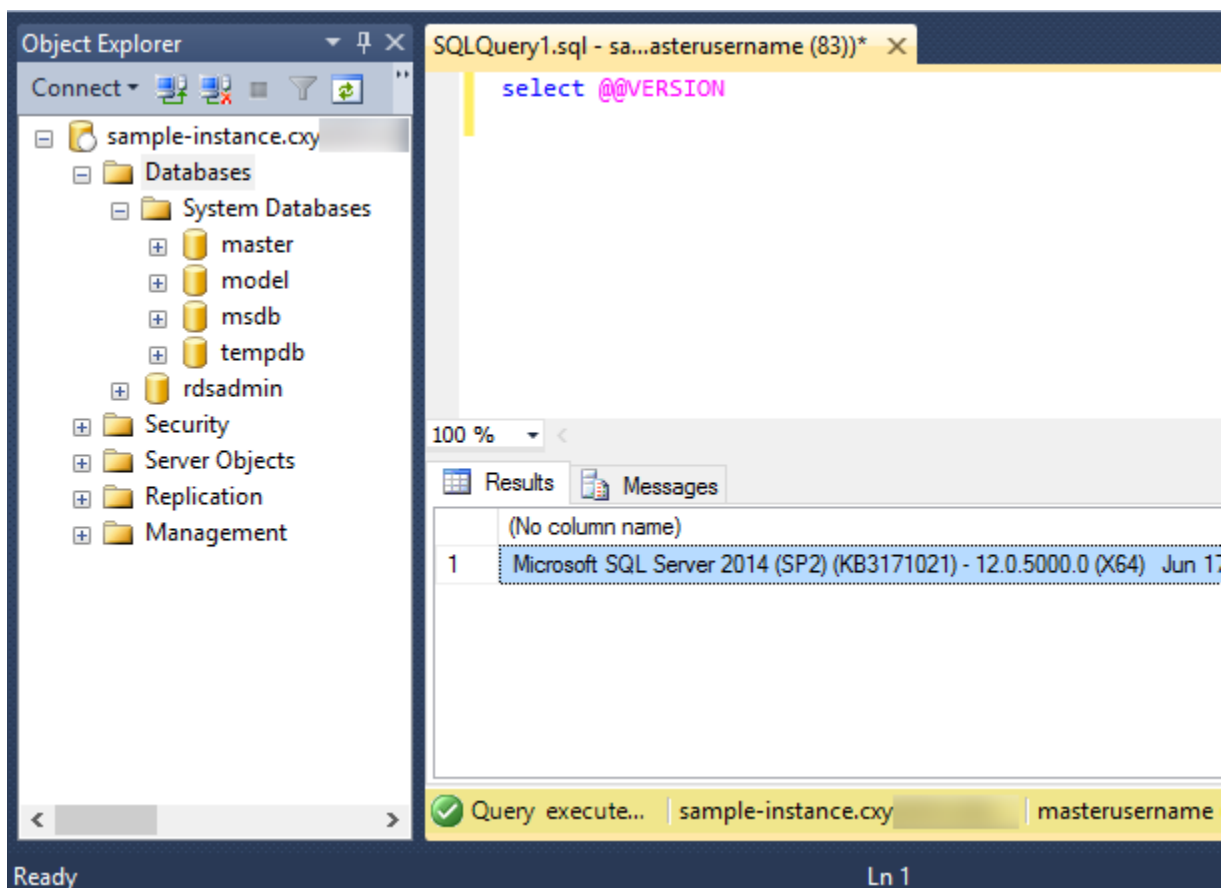 Object Explorer
Connect
sample-instance.cxy
Databases
System Databases
master
model
msdb
tempdb
rdsadmin
Security
Server Objects
Replication
Management
SQLQuery1.sql - sa...asterusername (83))*
select @@VERSION
100 %
Results
Messages
(No column name)
1 Microsoft SQL Server 2014 (SP2) (KB3171021) - 12.0.5000.0 (X64) Jun 17
Query execute... sample-instance.cxy masterusername
Ready Ln 1